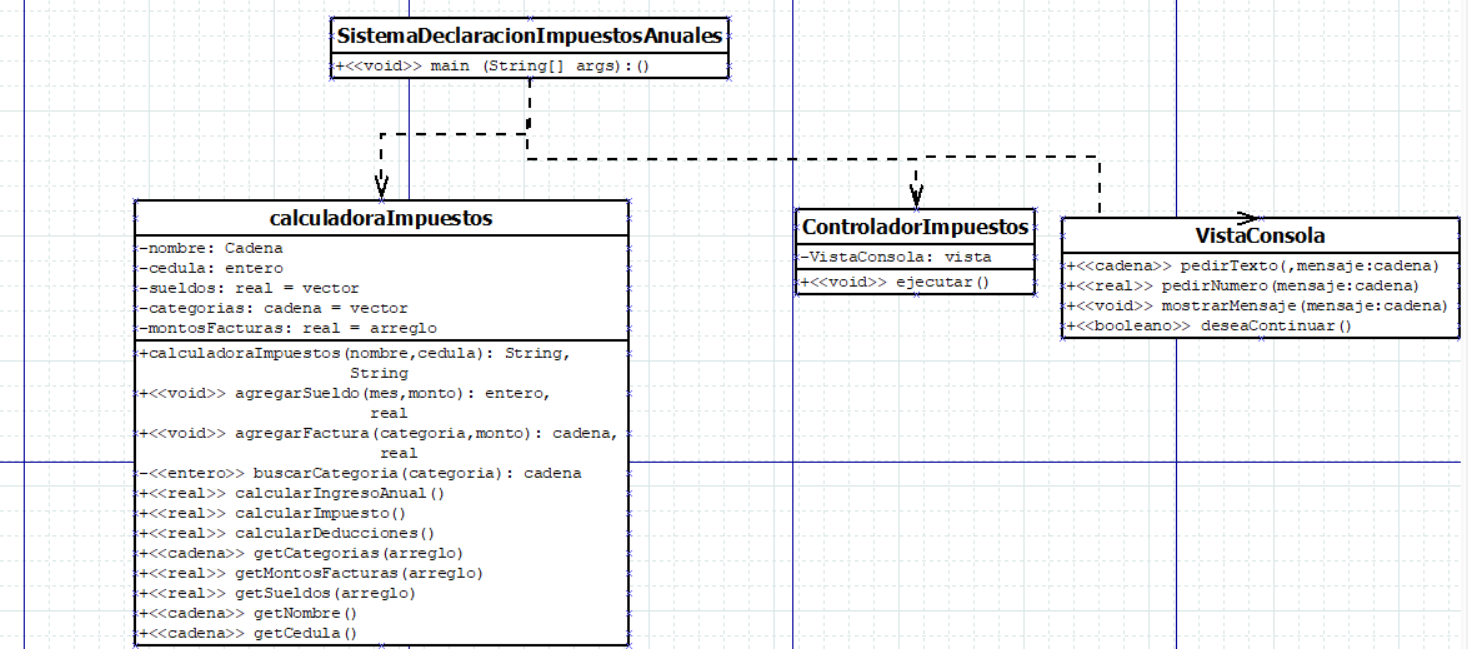 SistemaDeclaracionImpuestosAnuales
+<<void>> main (String[] args):()
calculadoraImpuestos
-nombre: Cadena
-cedula: entero
-sueldos: real = vector
-categorias: cadena = vector
-montosFacturas: real = arreglo
+calculadoraImpuestos(nombre,cedula): String,
String
+<<void>> agregarSueldo(mes,monto): entero,
real
+<<void>> agregarFactura(categoria,monto): cadena,
real
-<<entero>> buscarCategoria(categoria): cadena
+<<real>> calcularIngresoAnual()
+<<real>> calcularImpuesto()
+<<real>> calcularDeducciones()
+<<cadena>> getCategorias(arreglo)
+<<real>> getMontosFacturas(arreglo)
+<<real>> getSueldos(arreglo)
+<<cadena>> getNombre()
+<<cadena>> getCedula()
ControladorImpuestos
-VistaConsola: vista
+<<void>> ejecutar()
VistaConsola
+<<cadena>> pedirTexto(,mensaje:cadena)
+<<real>> pedirNumero(mensaje:cadena)
+<<void>> mostrarMensaje(mensaje:cadena)
+<<booleano>> deseaContinuar()